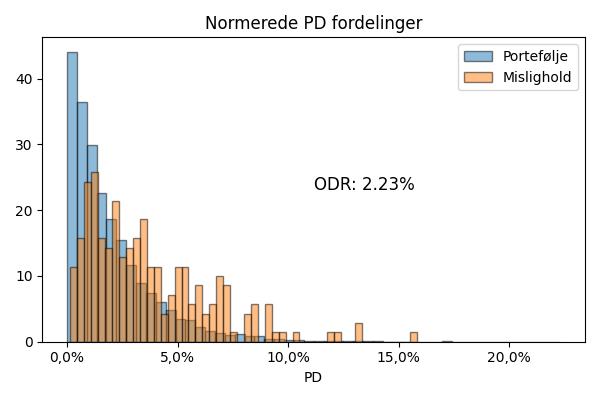 Normerede PD fordelinger
Portefølje
Mislighold
ODR: 2.23%
40
30
20
10
0
0,0%
5,0%
10,0%
15,0%
20,0%
PD